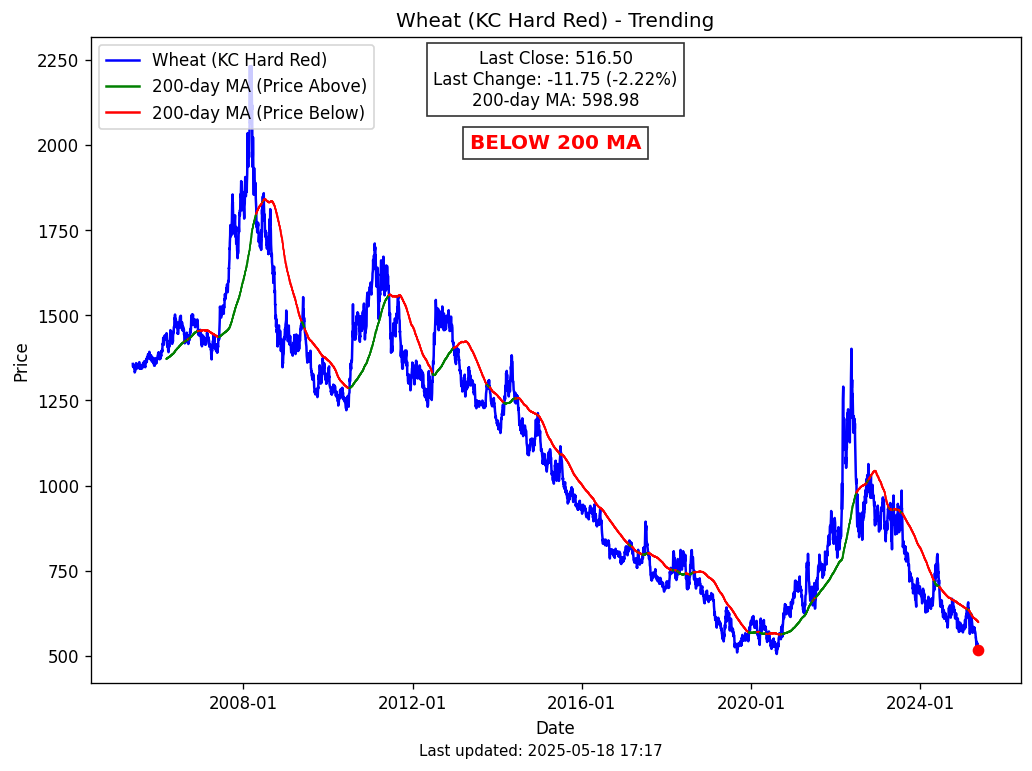 Wheat (KC Hard Red) - Trending
Wheat (KC Hard Red)
200-day MA (Price Above)
200-day MA (Price Below)
Last Close: 516.50
Last Change: -11.75 (-2.22%)
200-day MA: 598.98
BELOW 200 MA
Price
2250
2000
1750
1500
1250
1000
750
500
2008-01
2012-01
2016-01
2020-01
2024-01
Date
Last updated: 2025-05-18 17:17